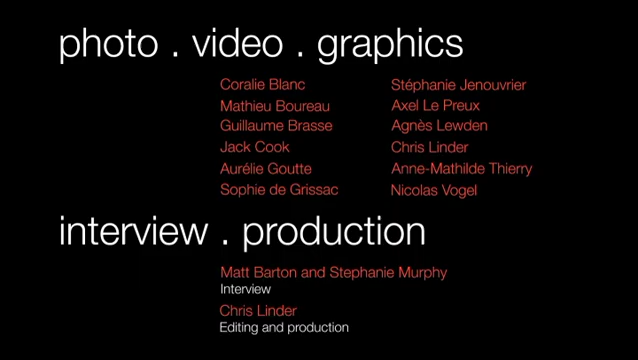 photo . video . graphics
Coralie Blanc
Mathieu Boureau
Guillaume Brasse
Jack Cook
Aurélie Goutte
Sophie de Grissac
Stéphanie Jenouvrier
Axel Le Preux
Agnès Lewden
Chris Linder
Anne-Mathilde Thierry
Nicolas Vogel
interview . production
Matt Barton and Stephanie Murphy
Interview
Chris Linder
Editing and production